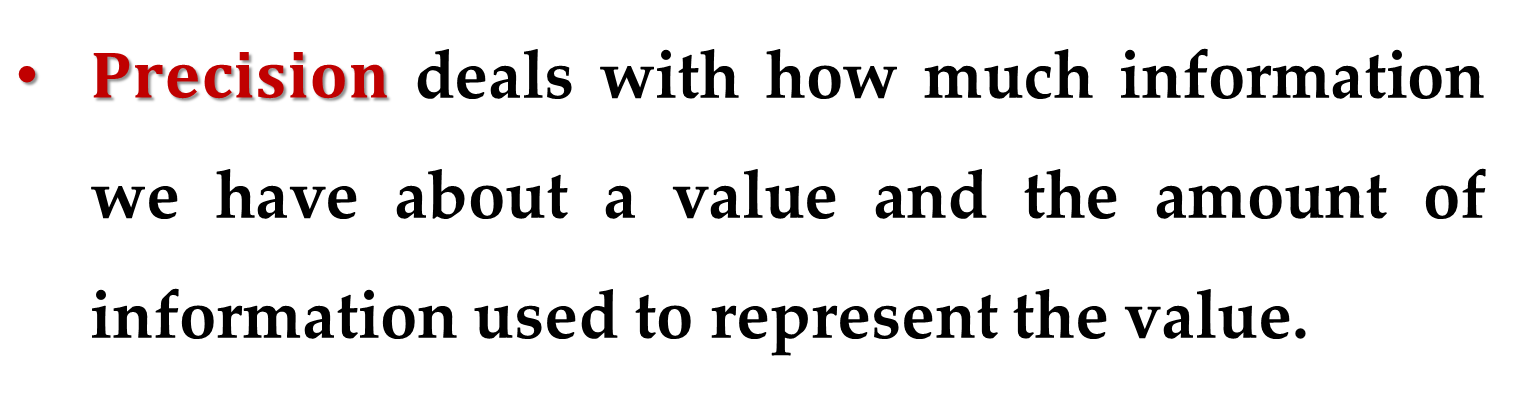 • Precision deals with how much information
we have about a value and the amount of
information used to represent the value.